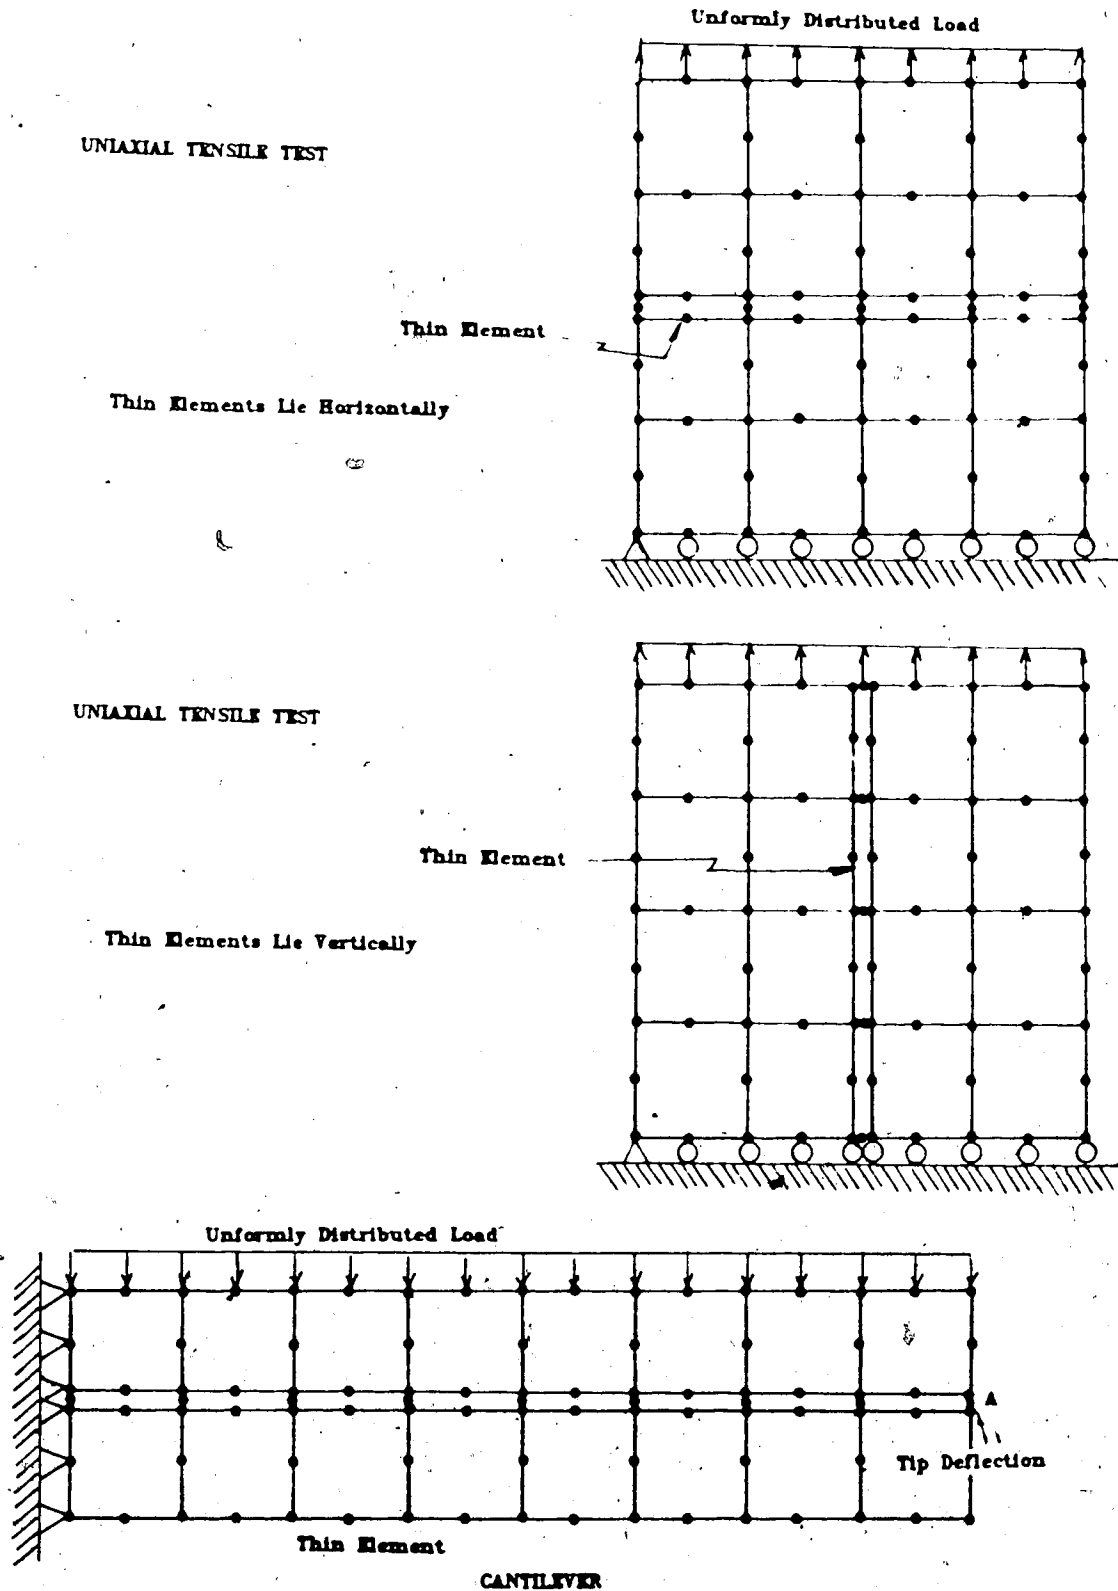 Unformly Distributed Load
UNIAXIAL TENSILE TEST
Thin Element
Thin Elements Lie Horizontally
UNIAXIAL TENSILE TEST
Thin Element
Thin Elements Lie Vertically
Unformly Distributed Load
A
Tip Deflection
Thin Element
CANTILEVER